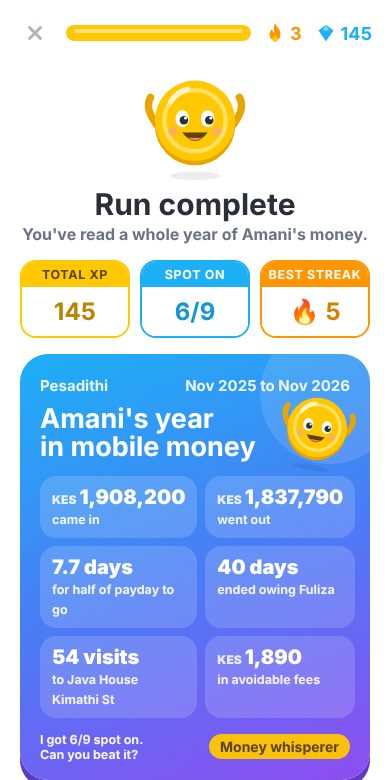 3 145
Run complete
You've read a whole year of Amani's money.
TOTAL XP SPOT ON BEST STREAK
145 6/9 5
Pesadithi Nov 2025 to Nov 2026
Amani's year
in mobile money
KES 1,908,200 KES 1,837,790
came in went out
7.7 days 40 days
for half of payday to ended owing Fuliza
go
54 visits KES 1,890
to Java House in avoidable fees
Kimathi St
I got 6/9 spot on.
Can you beat it? Money whisperer